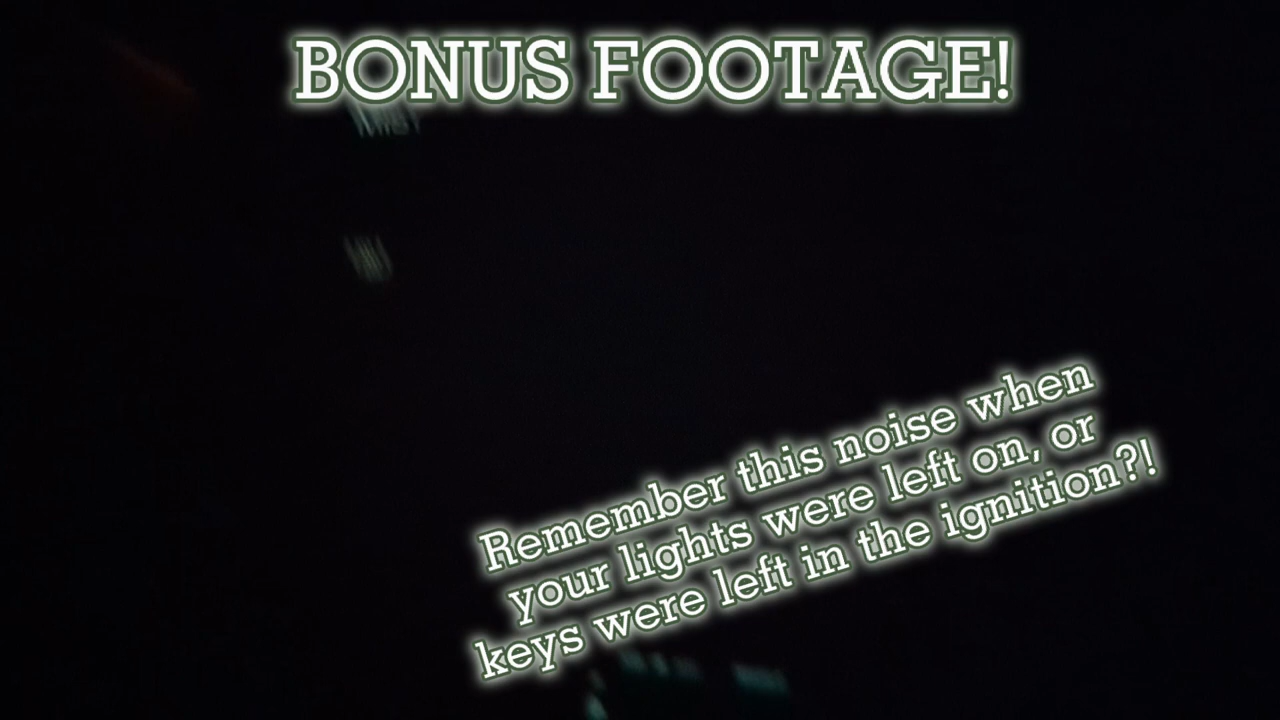 BONUS FOOTAGE!
Remember this noise when
your lights were left on, or
keys were left in the ignition?!